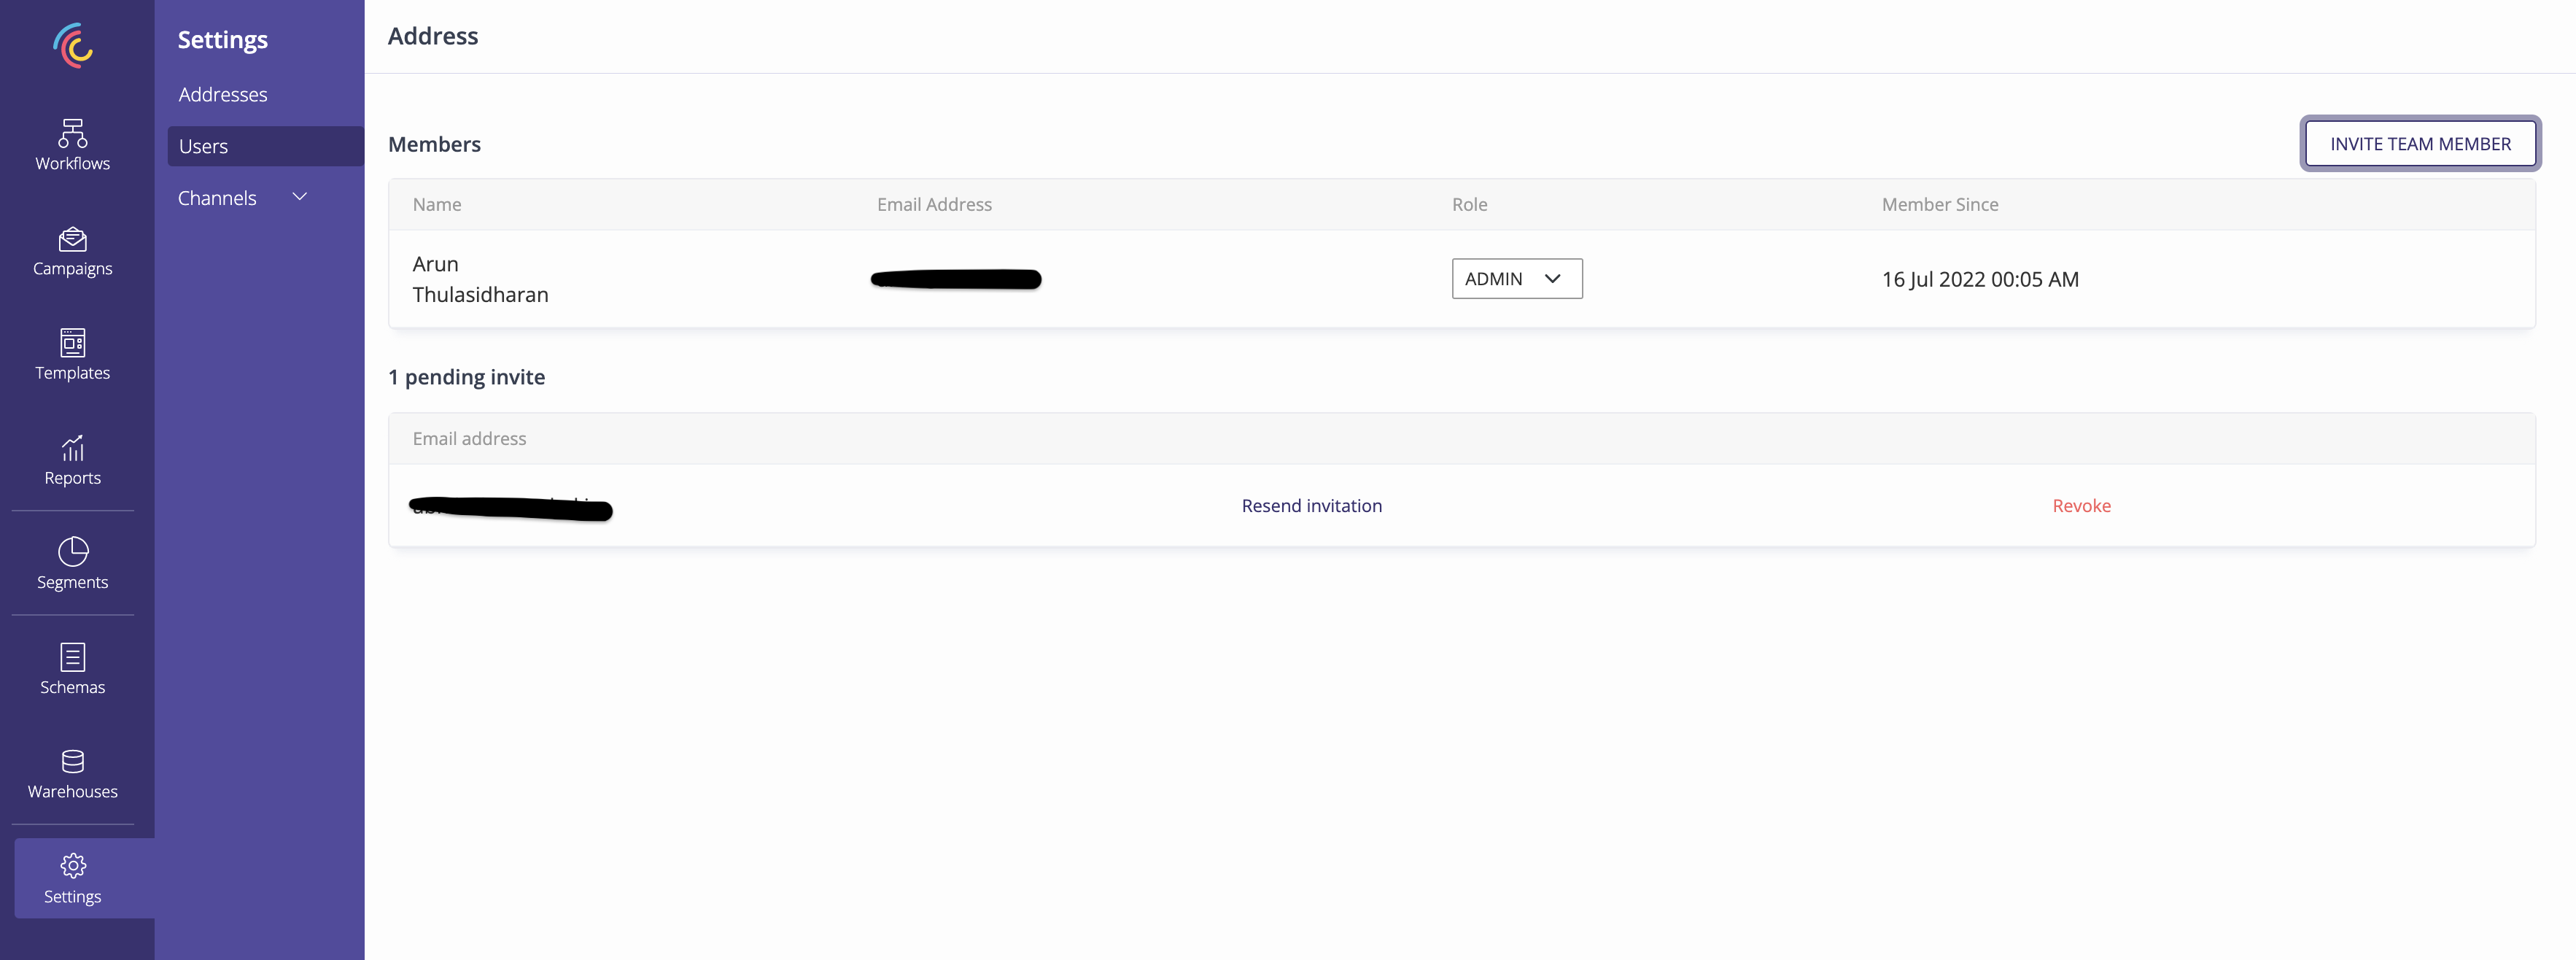 Settings
Address
Addresses
Users
Channels
Workflows
Campaigns
Templates
Reports
Segments
Schemas
Warehouses
Settings
Members
INVITE TEAM MEMBER
Name Email Address Role Member Since
Arun
Thulasidharan
ADMIN
16 Jul 2022 00:05 AM
1 pending invite
Email address
Resend invitation Revoke